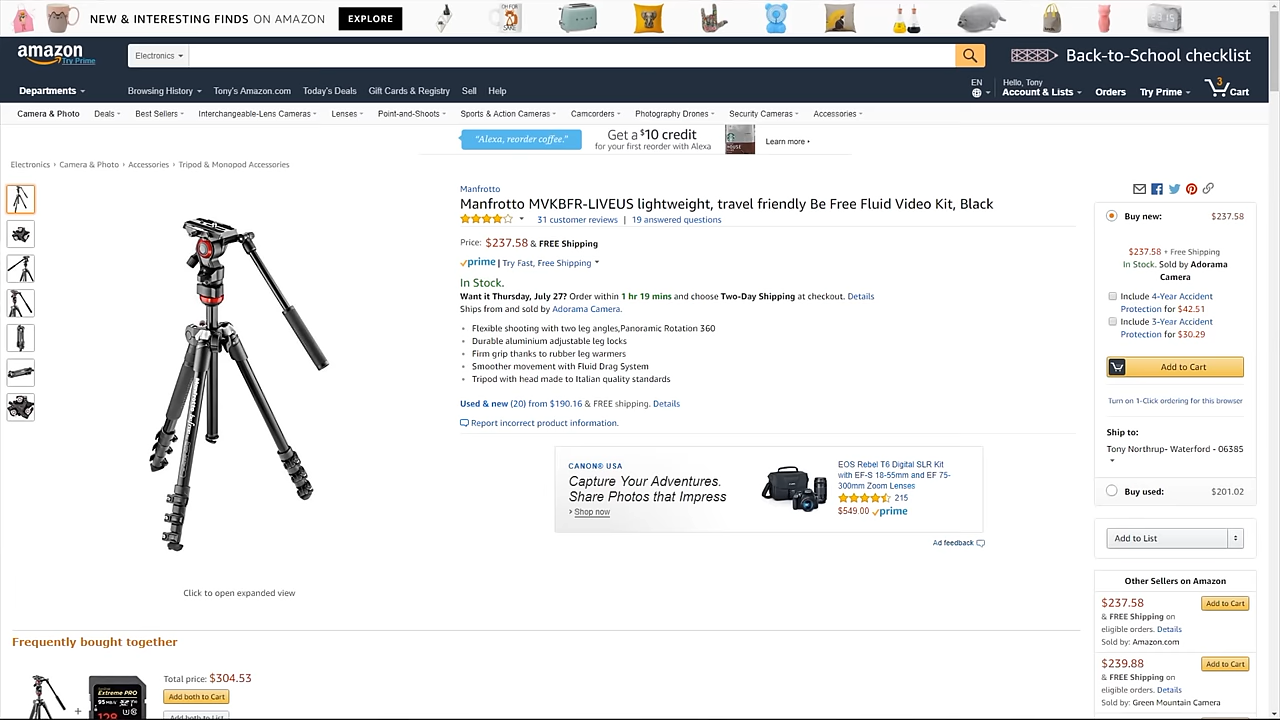 NEW & INTERESTING FINDS ON AMAZON EXPLORE
amazon
Try Prime
Electronics
Back-to-School checklist
Departments
Browsing History Tony's Amazon.com Today's Deals Gift Cards & Registry Sell Help
EN
Hello, Tony
Account & Lists Orders Try Prime 3 Cart
Camera & Photo Deals Best Sellers Interchangeable-Lens Cameras Lenses Point-and-Shoots Sports & Action Cameras Camcorders Photography Drones Security Cameras Accessories
"Alexa, reorder coffee."
Get a $10 credit
for your first reorder with Alexa
Learn more
Electronics › Camera & Photo › Accessories › Tripod & Monopod Accessories
Manfrotto
Manfrotto MVKBFR-LIVEUS lightweight, travel friendly Be Free Fluid Video Kit, Black
31 customer reviews | 19 answered questions
Price: $237.58 & FREE Shipping
prime | Try Fast, Free Shipping
In Stock.
Want it Thursday, July 27? Order within 1 hr 19 mins and choose Two-Day Shipping at checkout. Details
Ships from and sold by Adorama Camera.
• Flexible shooting with two leg angles,Panoramic Rotation 360
• Durable aluminium adjustable leg locks
• Firm grip thanks to rubber leg warmers
• Smoother movement with Fluid Drag System
• Tripod with head made to Italian quality standards
Used & new (20) from $190.16 & FREE shipping. Details
Report incorrect product information.
CANON® USA
Capture Your Adventures.
Share Photos that Impress
› Shop now
EOS Rebel T6 Digital SLR Kit
with EF-S 18-55mm and EF 75-
300mm Zoom Lenses
215
$549.00 prime
Ad feedback
Click to open expanded view
Frequently bought together
Total price: $304.53
Add both to Cart
Add both to List
+
Extreme PRO
95 MB/s
128
Buy new: $237.58
$237.58 + Free Shipping
In Stock. Sold by Adorama
Camera
Include 4-Year Accident
Protection for $42.51
Include 3-Year Accident
Protection for $30.29
Add to Cart
Turn on 1-Click ordering for this browser
Ship to:
Tony Northrup- Waterford - 06385
Buy used: $201.02
Add to List
Other Sellers on Amazon
$237.58 Add to Cart
& FREE Shipping on
eligible orders. Details
Sold by: Amazon.com
$239.88 Add to Cart
& FREE Shipping on
eligible orders. Details
Sold by: Green Mountain Camera